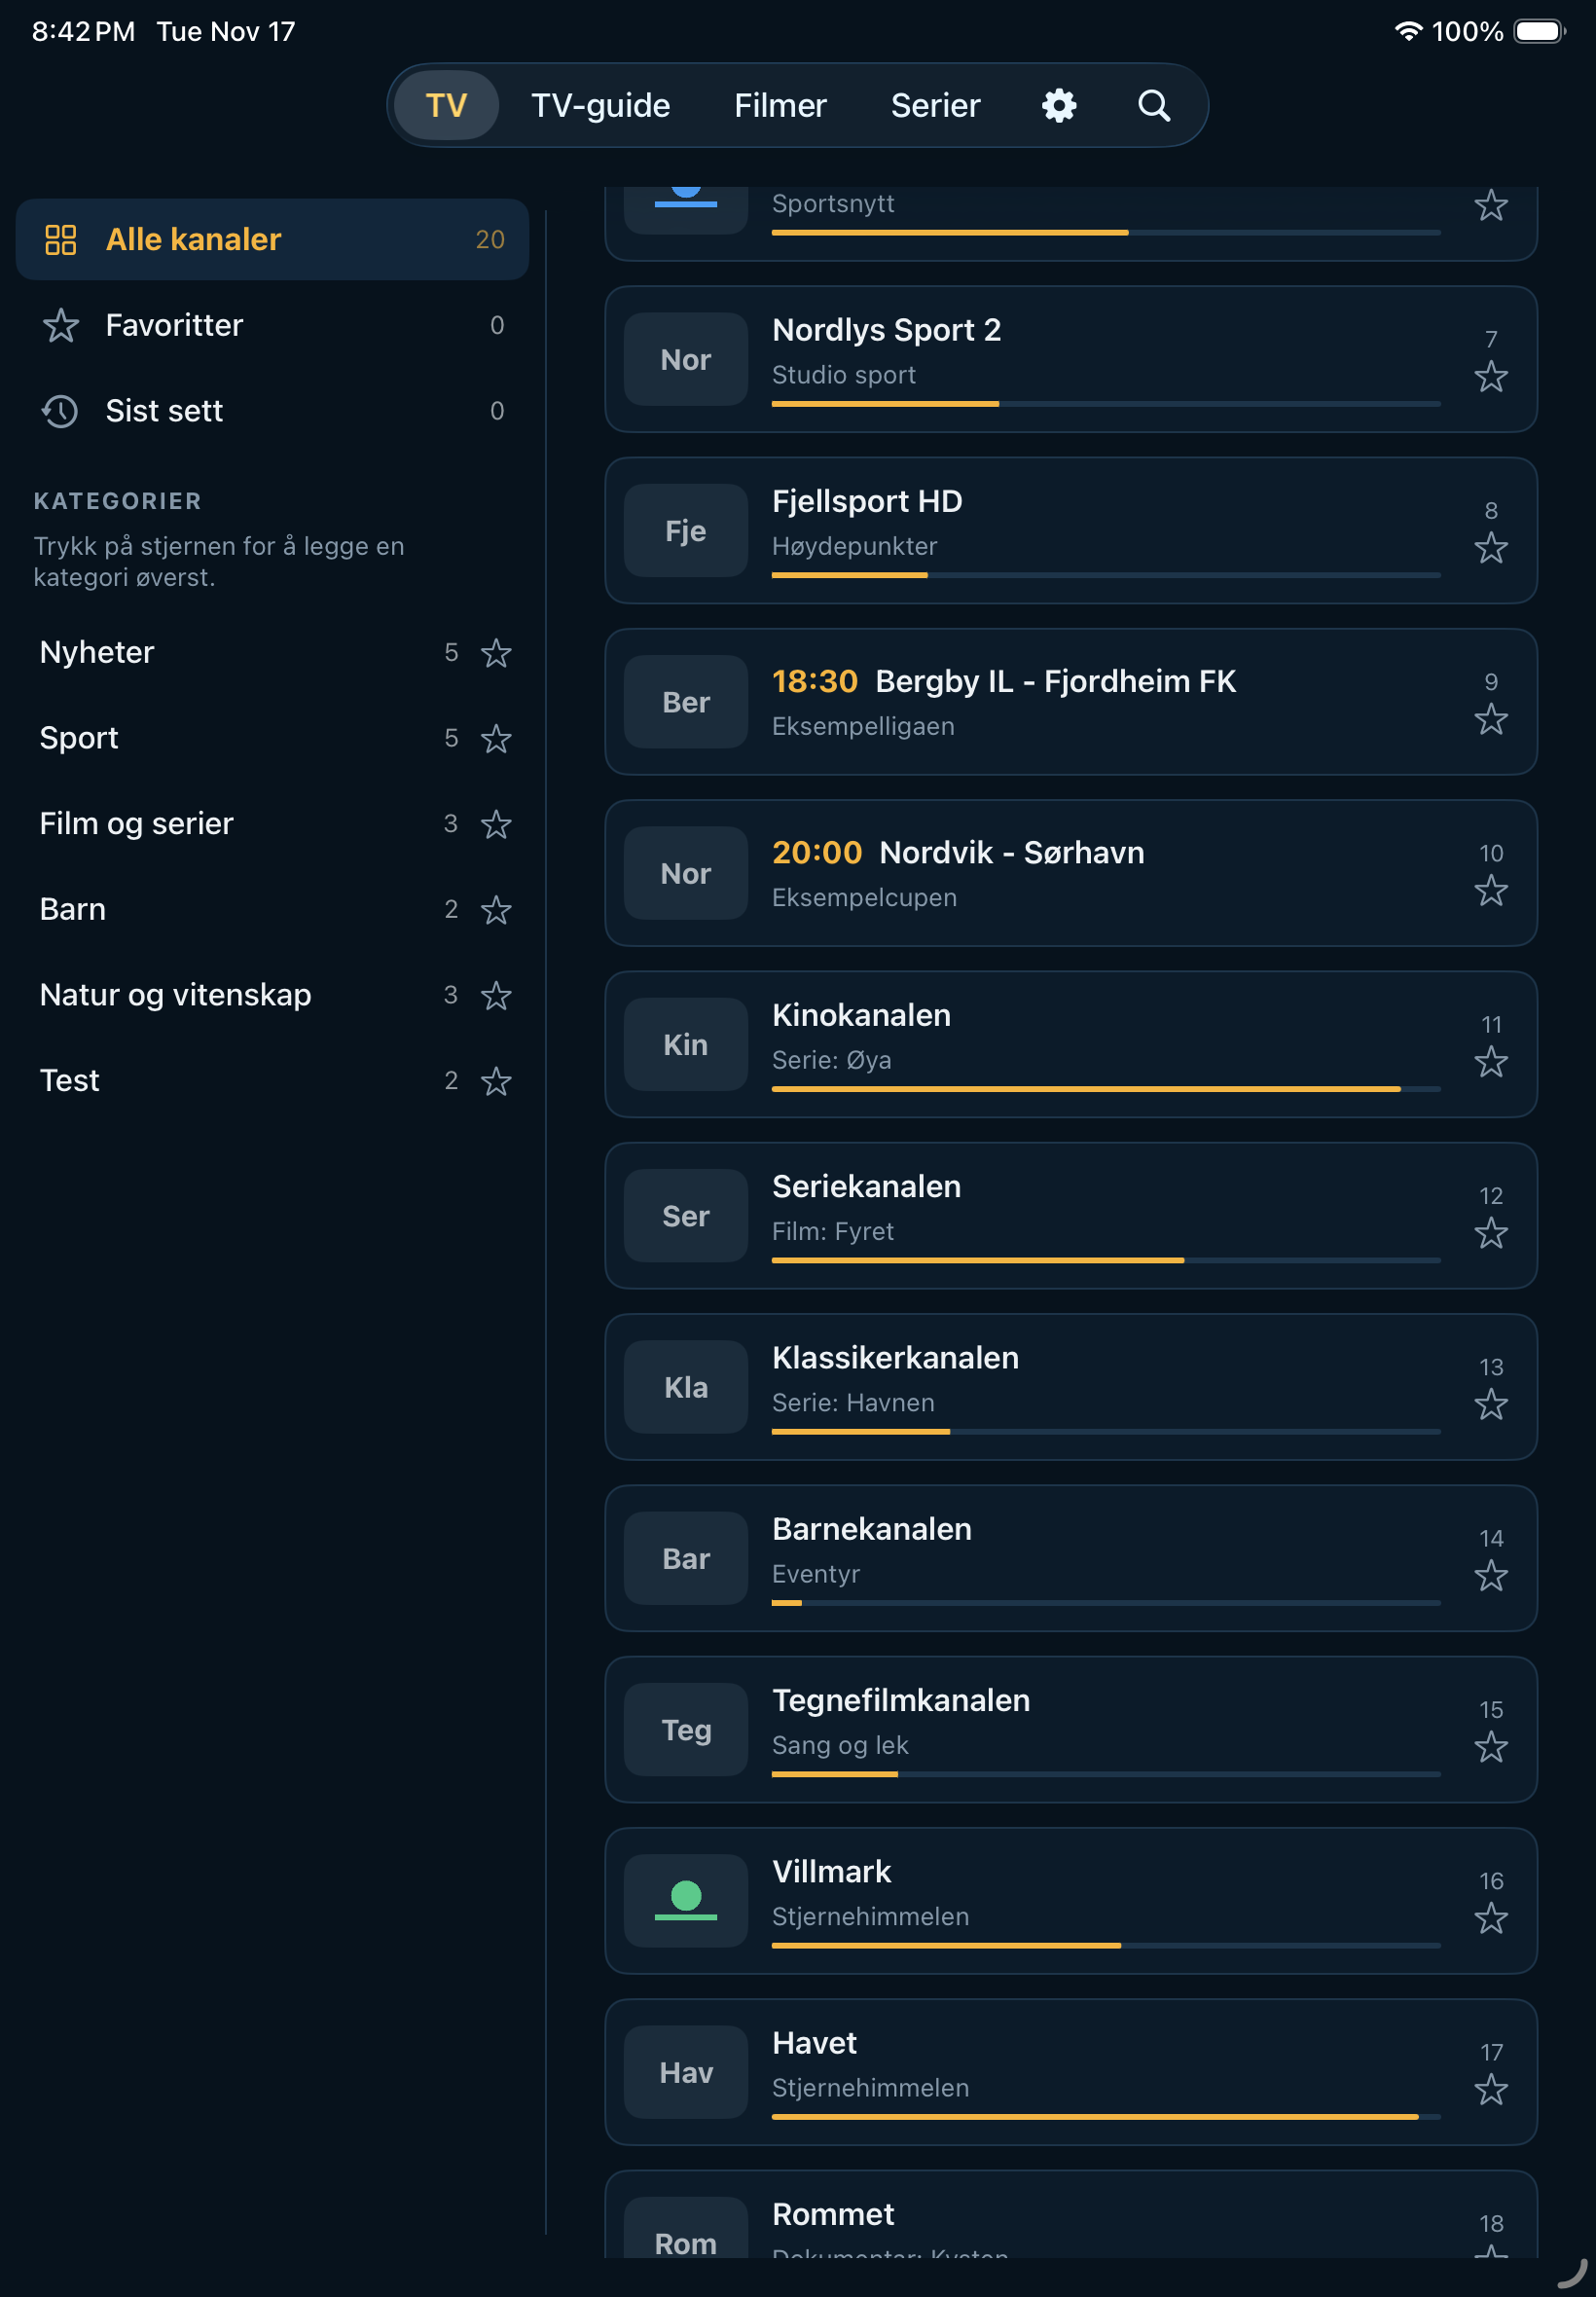 8:42 PM Tue Nov 17
100%
TV
TV-guide
Filmer
Serier
Alle kanaler 20
Favoritter 0
Sist sett 0
KATEGORIER
Trykk på stjernen for å legge en
kategori øverst.
Nyheter 5
Sport 5
Film og serier 3
Barn 2
Natur og vitenskap 3
Test 2
Sportsnytt
Nor
Nordlys Sport 2
7
Studio sport
Fje
Fjellsport HD
8
Høydepunkter
Ber
18:30 Bergby IL - Fjordheim FK
9
Eksempelligaen
Nor
20:00 Nordvik - Sørhavn
10
Eksempelcupen
Kin
Kinokanalen
11
Serie: Øya
Ser
Seriekanalen
12
Film: Fyret
Kla
Klassikerkanalen
13
Serie: Havnen
Bar
Barnekanalen
14
Eventyr
Teg
Tegnefilmkanalen
15
Sang og lek
Villmark
16
Stjernehimmelen
Hav
Havet
17
Stjernehimmelen
Rom
Rommet
18
Dokumentar: Kysten